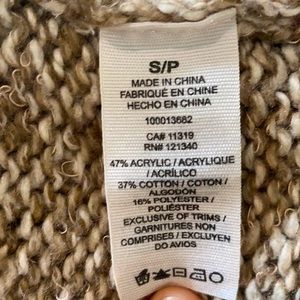 S/P
MADE IN CHINA
FABRIQUÉ EN CHINE
HECHO EN CHINA
100013682
CA# 11319
RN# 121340
47% ACRYLIC / ACRYLIQUE
/ ACRÍLICO
37% COTTON / COTON /
ALGODÓN
16% POLYESTER /
POLIÉSTER
EXCLUSIVE OF TRIMS /
GARNITURES NON
COMPRISES / EXCLUYEN
DO AVIOS